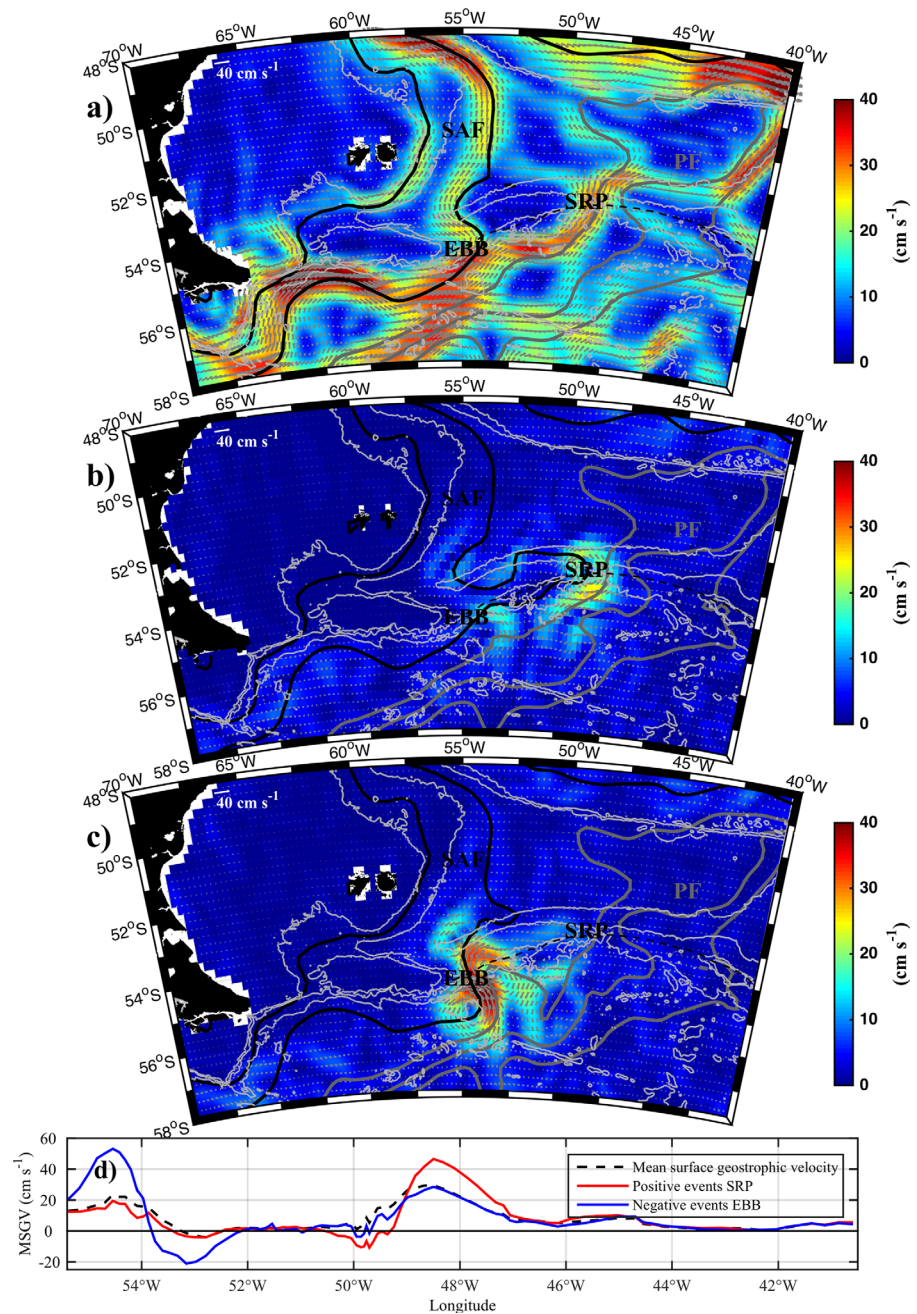 70°W
65°W
60°W
55°W
50°W
45°W
40°W
48°S
50°S
52°S
54°S
56°S
58°S
a)
40 cm s⁻¹
SAF
PF
SRP
EBB
40
30
20
10
0
(cm s⁻¹)
70°W
65°W
60°W
55°W
50°W
45°W
40°W
48°S
50°S
52°S
54°S
56°S
58°S
b)
40 cm s⁻¹
SAF
PF
SRP
EBB
40
30
20
10
0
(cm s⁻¹)
70°W
65°W
60°W
55°W
50°W
45°W
40°W
48°S
50°S
52°S
54°S
56°S
58°S
c)
40 cm s⁻¹
SAF
PF
SRP
EBB
40
30
20
10
0
(cm s⁻¹)
d)
MSGV (cm s⁻¹)
60
40
20
0
-20
Mean surface geostrophic velocity
Positive events SRP
Negative events EBB
54°W
52°W
50°W
48°W
46°W
44°W
42°W
Longitude